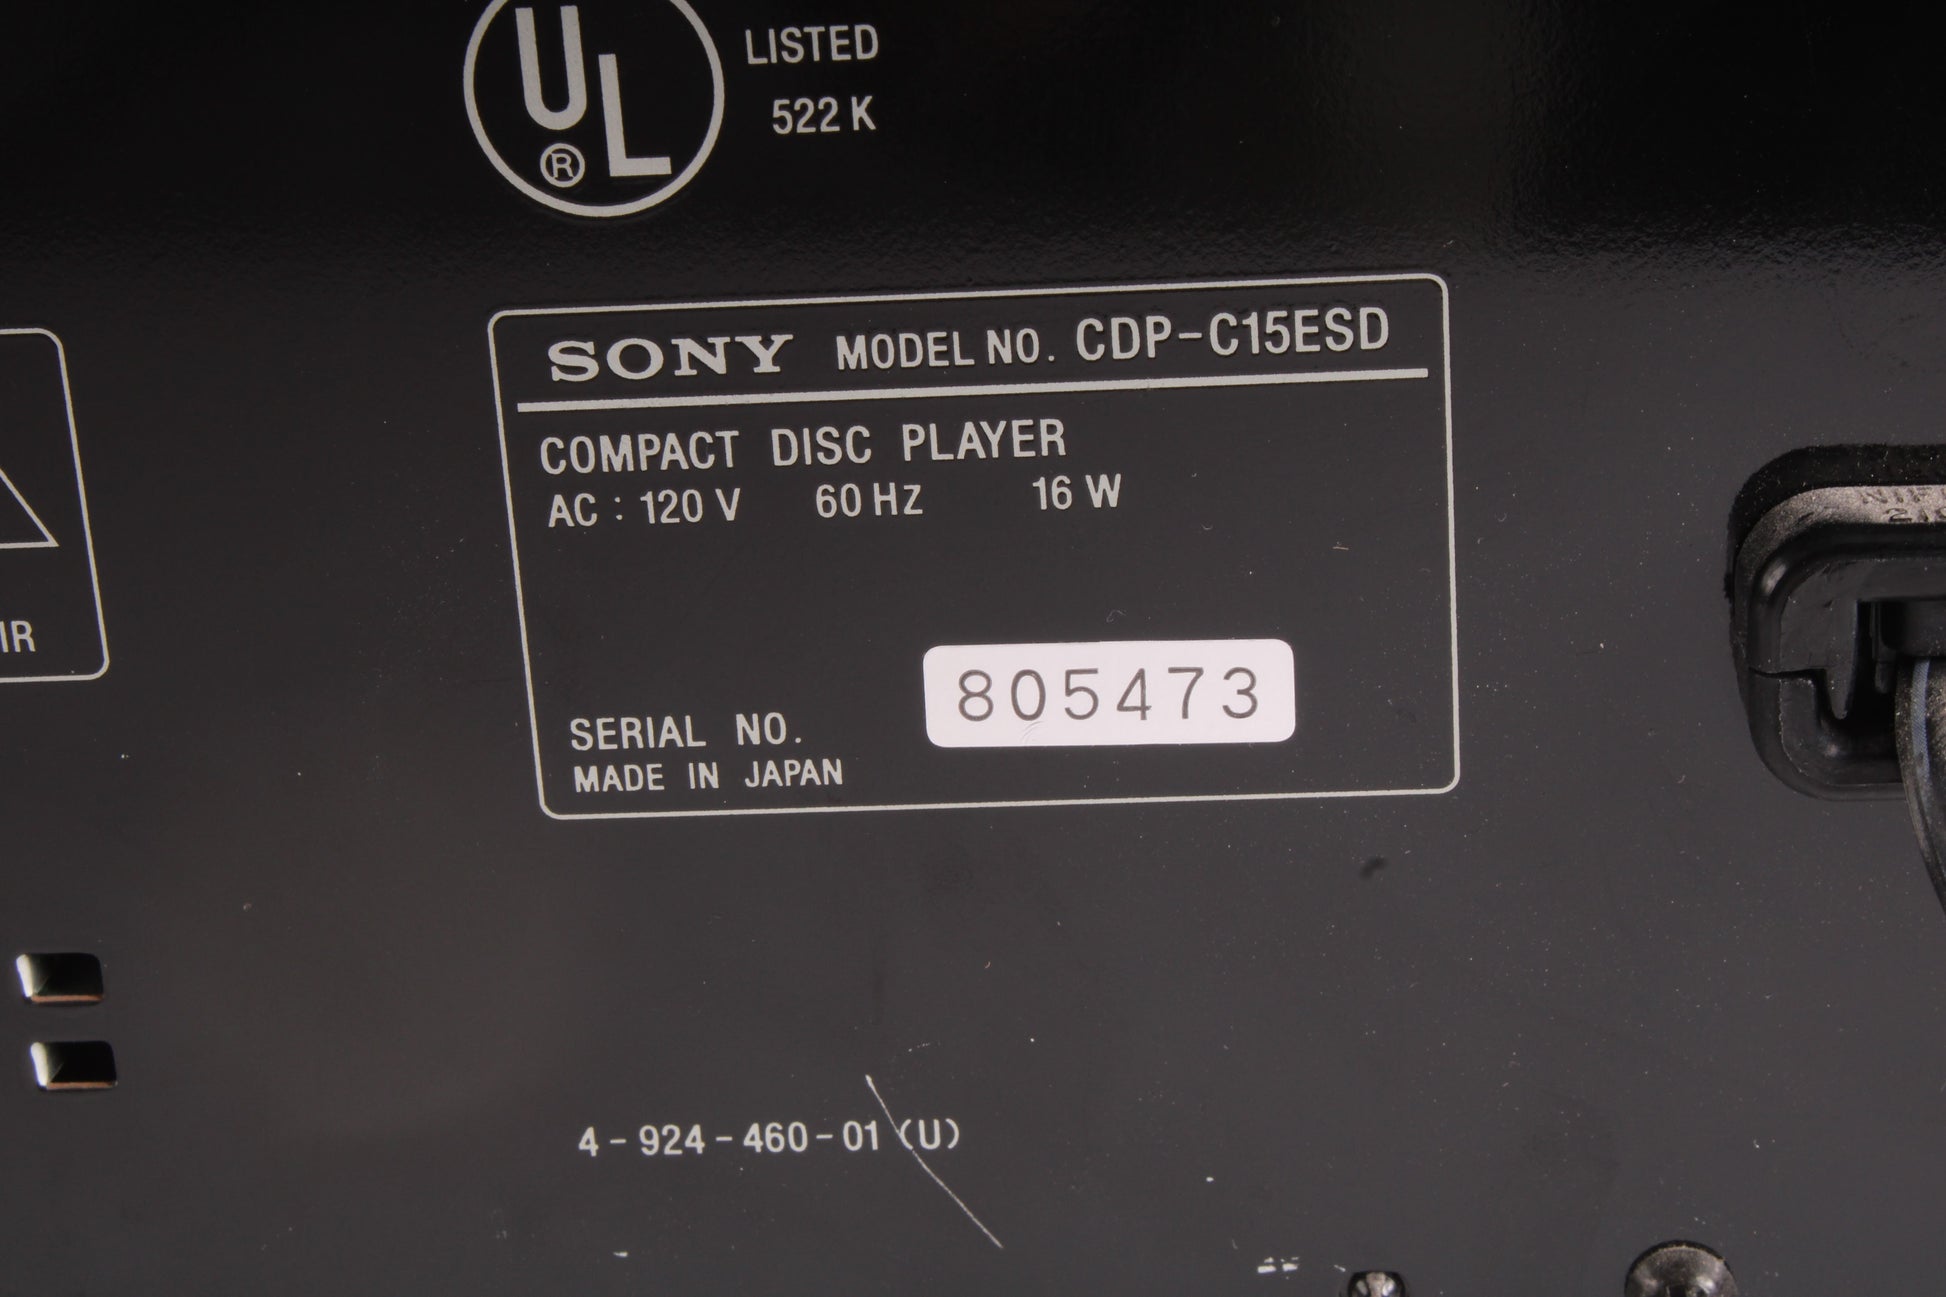 UL
®
LISTED
522 K
SONY MODEL NO. CDP-C15ESD
COMPACT DISC PLAYER
AC : 120 V 60 HZ 16 W
805473
SERIAL NO.
MADE IN JAPAN
4-924-460-01 (U)